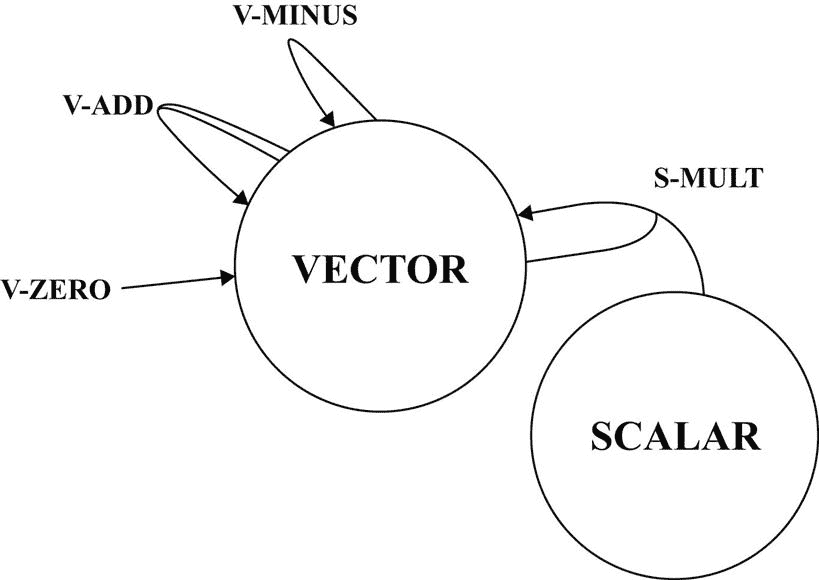 V-MINUS
V-ADD
S-MULT
VECTOR
V-ZERO
SCALAR